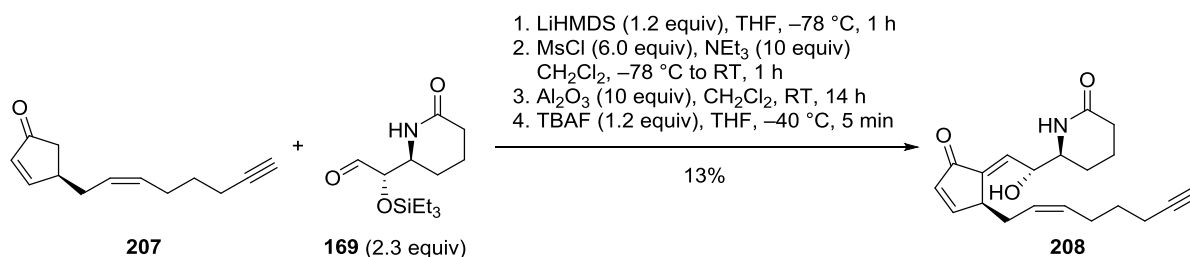 1. LiHMDS (1.2 equiv), THF, –78 °C, 1 h
2. MsCl (6.0 equiv), NEt₃ (10 equiv)
CH₂Cl₂, –78 °C to RT, 1 h
3. Al₂O₃ (10 equiv), CH₂Cl₂, RT, 14 h
4. TBAF (1.2 equiv), THF, –40 °C, 5 min
13%
O
207
+
O
HN
O
OSiEt₃
169 (2.3 equiv)
O
HN
O
HO
208